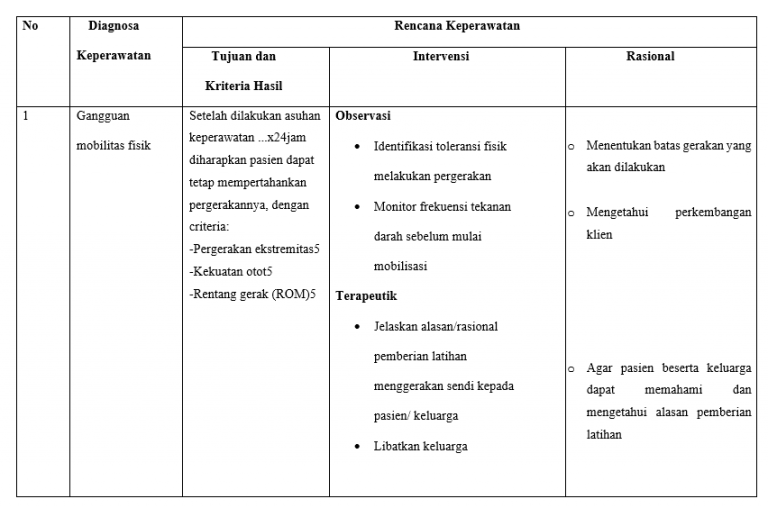 No
Diagnosa
Keperawatan
Rencana Keperawatan
Tujuan dan
Kriteria Hasil
Intervensi
Rasional
1
Gangguan
mobilitas fisik
Setelah dilakukan asuhan
keperawatan ...x24jam
diharapkan pasien dapat
tetap mempertahankan
pergerakannya, dengan
criteria:
-Pergerakan ekstremitas5
-Kekuatan otot5
-Rentang gerak (ROM)5
Observasi
• Identifikasi toleransi fisik
melakukan pergerakan
• Monitor frekuensi tekanan
darah sebelum mulai
mobilisasi
Terapeutik
• Jelaskan alasan/rasional
pemberian latihan
menggerakan sendi kepada
pasien/ keluarga
• Libatkan keluarga
o Menentukan batas gerakan yang
akan dilakukan
o Mengetahui perkembangan
klien
o Agar pasien beserta keluarga
dapat memahami dan
mengetahui alasan pemberian
latihan